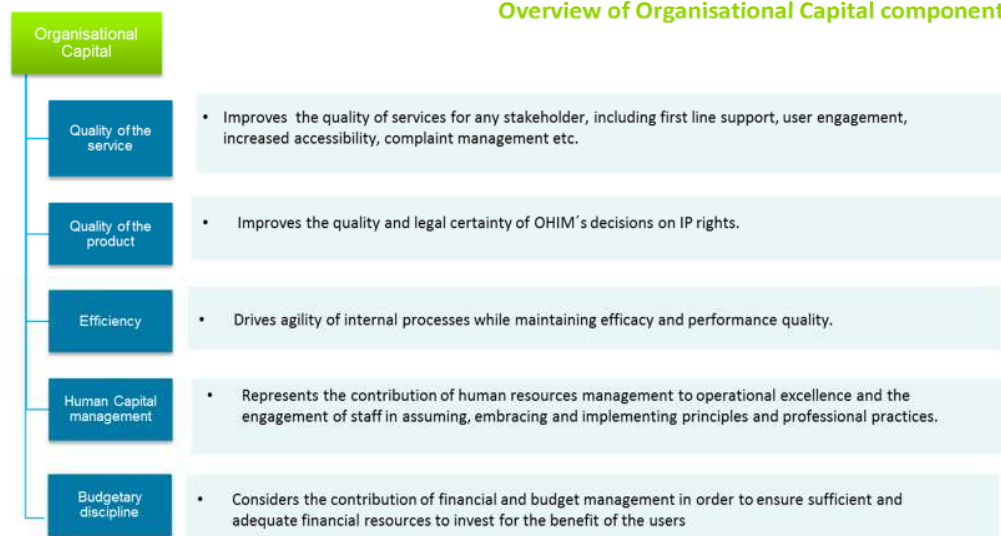 Overview of Organisational Capital component
Organisational
Capital
Quality of the
service
• Improves the quality of services for any stakeholder, including first line support, user engagement,
increased accessibility, complaint management etc.
Quality of the
product
• Improves the quality and legal certainty of OHIM´s decisions on IP rights.
Efficiency
• Drives agility of internal processes while maintaining efficacy and performance quality.
Human Capital
management
• Represents the contribution of human resources management to operational excellence and the
engagement of staff in assuming, embracing and implementing principles and professional practices.
Budgetary
discipline
• Considers the contribution of financial and budget management in order to ensure sufficient and
adequate financial resources to invest for the benefit of the users